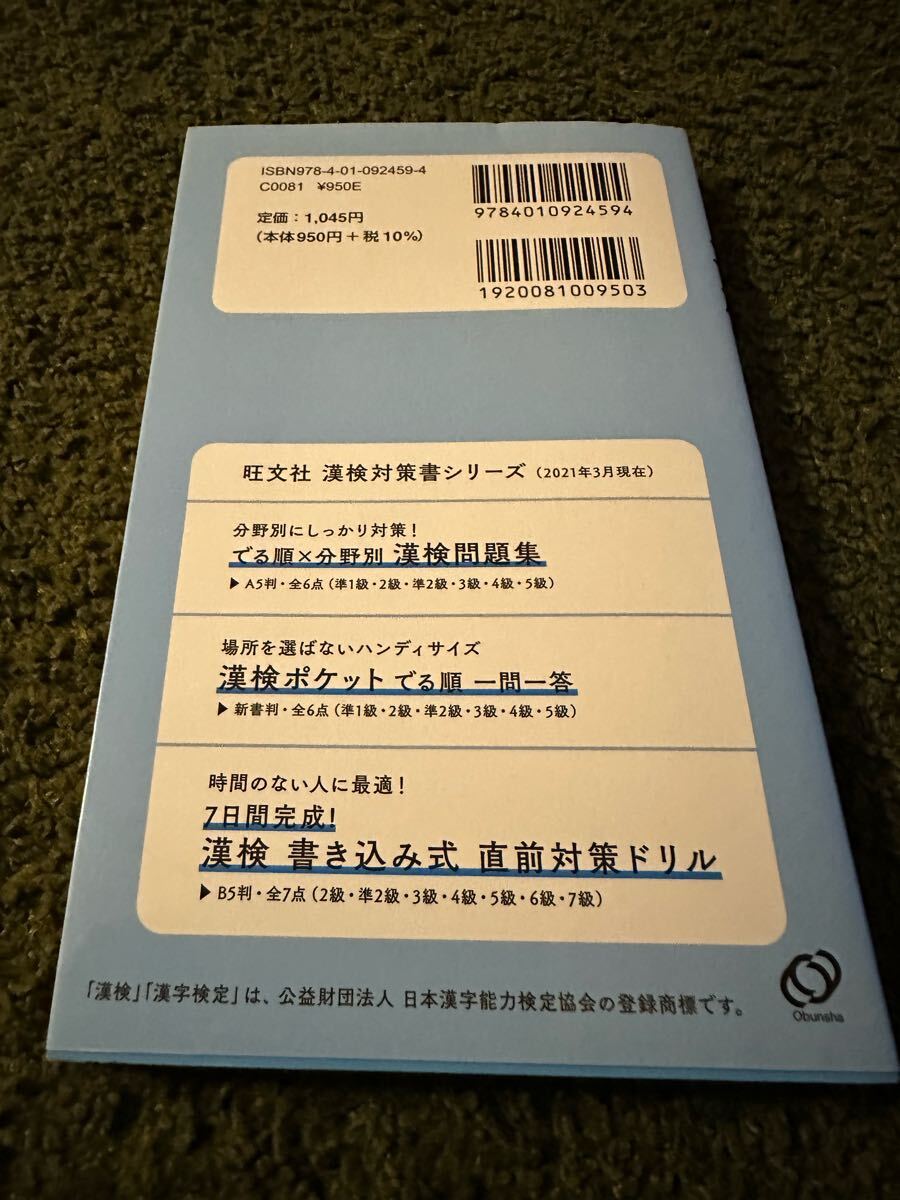 ISBN978-4-01-092459-4
C0081 ¥950E
定価：1,045円
（本体950円＋税10％）
9784010924594
1920081009503
旺文社 漢検対策書シリーズ（2021年3月現在）
分野別にしっかり対策！
でる順×分野別 漢検問題集
▶A5判・全6点（準1級・2級・準2級・3級・4級・5級）
場所を選ばないハンディサイズ
漢検ポケット でる順 一問一答
▶新書判・全6点（準1級・2級・準2級・3級・4級・5級）
時間のない人に最適！
7日間完成！
漢検 書き込み式 直前対策ドリル
▶B5判・全7点（2級・準2級・3級・4級・5級・6級・7級）
「漢検」「漢字検定」は、公益財団法人 日本漢字能力検定協会の登録商標です。
Obunsha